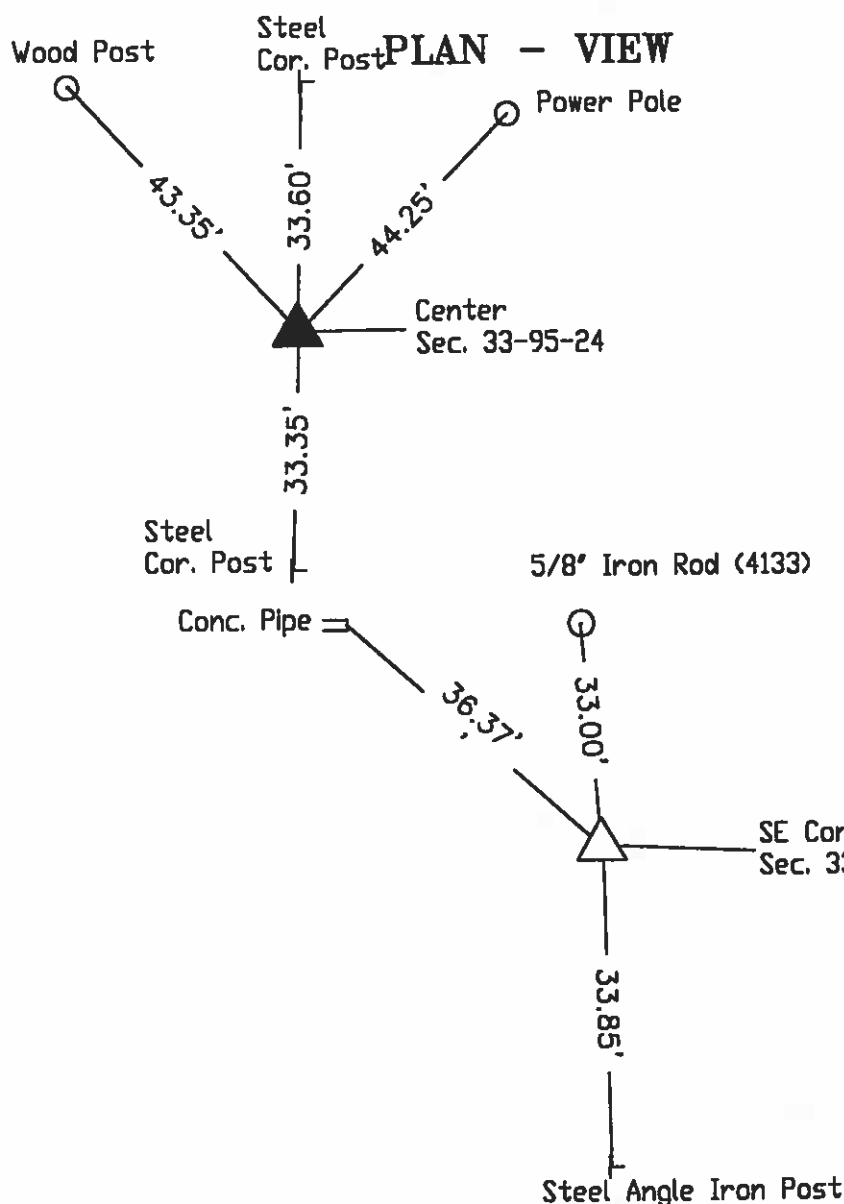 Steel
Cor. Post
PLAN - VIEW
Wood Post
Power Pole
43.35'
33.60'
44.25'
Center
Sec. 33-95-24
33.35'
Steel
Cor. Post
5/8" Iron Rod (4133)
Conc. Pipe
36.37'
33.00'
SE Cor
Sec. 33
33.85'
Steel Angle Iron Post